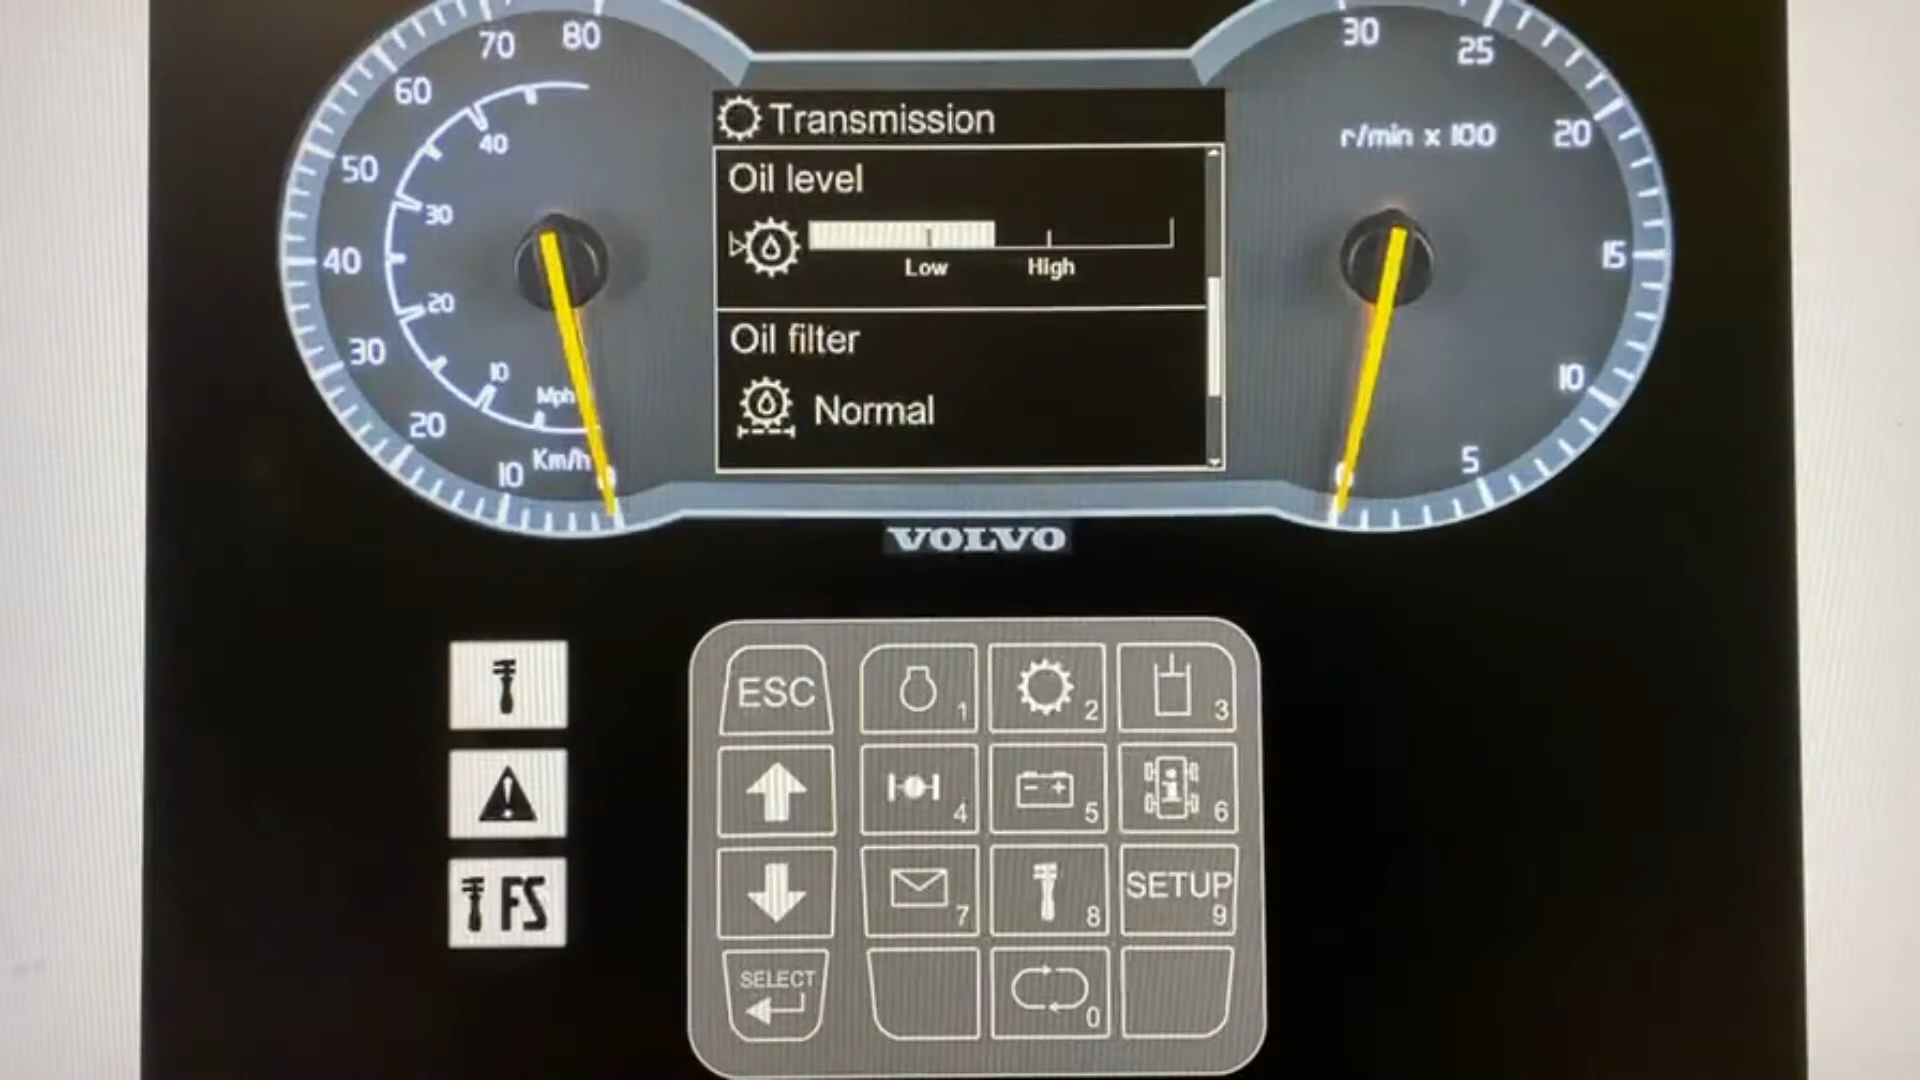 80
70
60
50
40
30
20
10
40
30
20
10
Mph
Km/h
Transmission
Oil level
Low
High
Oil filter
Normal
30
25
r/min x 100
20
15
10
5
VOLVO
ESC
1
2
3
4
5
6
7
8
SETUP
9
SELECT
0
FS